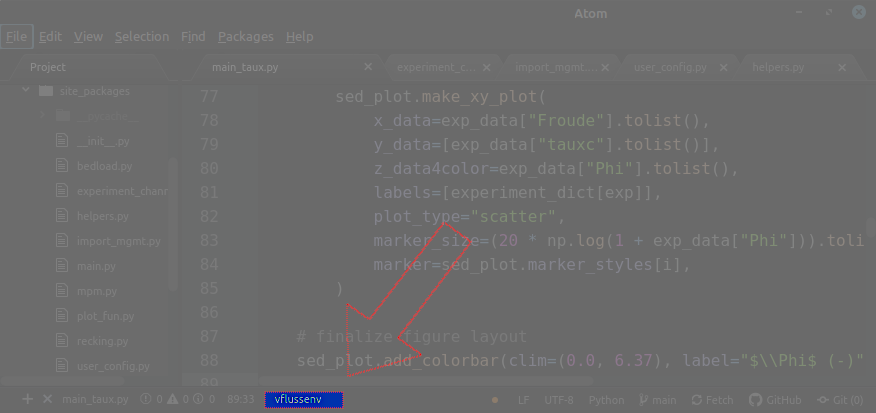 Atom
File Edit View Selection Find Packages Help
Project main_taux.py experiment_c... import_mgmt.... user_config.py helpers.py
site_packages
__pycache__
__init__.py
bedload.py
experiment_chanr
helpers.py
import_mgmt.py
main.py
mpm.py
plot_fun.py
recking.py
user_config.py
77 sed_plot.make_xy_plot(
78 x_data=exp_data["Froude"].tolist(),
79 y_data=[exp_data["tauxc"].tolist()],
80 z_data4color=exp_data["Phi"].tolist(),
81 labels=[experiment_dict[exp]],
82 plot_type="scatter",
83 marker_size=(20 * np.log(1 + exp_data["Phi"])).toli
84 marker=sed_plot.marker_styles[i],
85 )
86
87 # finalize figure layout
88 sed_plot.add_colorbar(clim=(0.0, 6.37), label="$\\Phi$ (-)"
89
main_taux.py 0 0 0 89:33 vflussenv LF UTF-8 Python main Fetch GitHub Git (0)